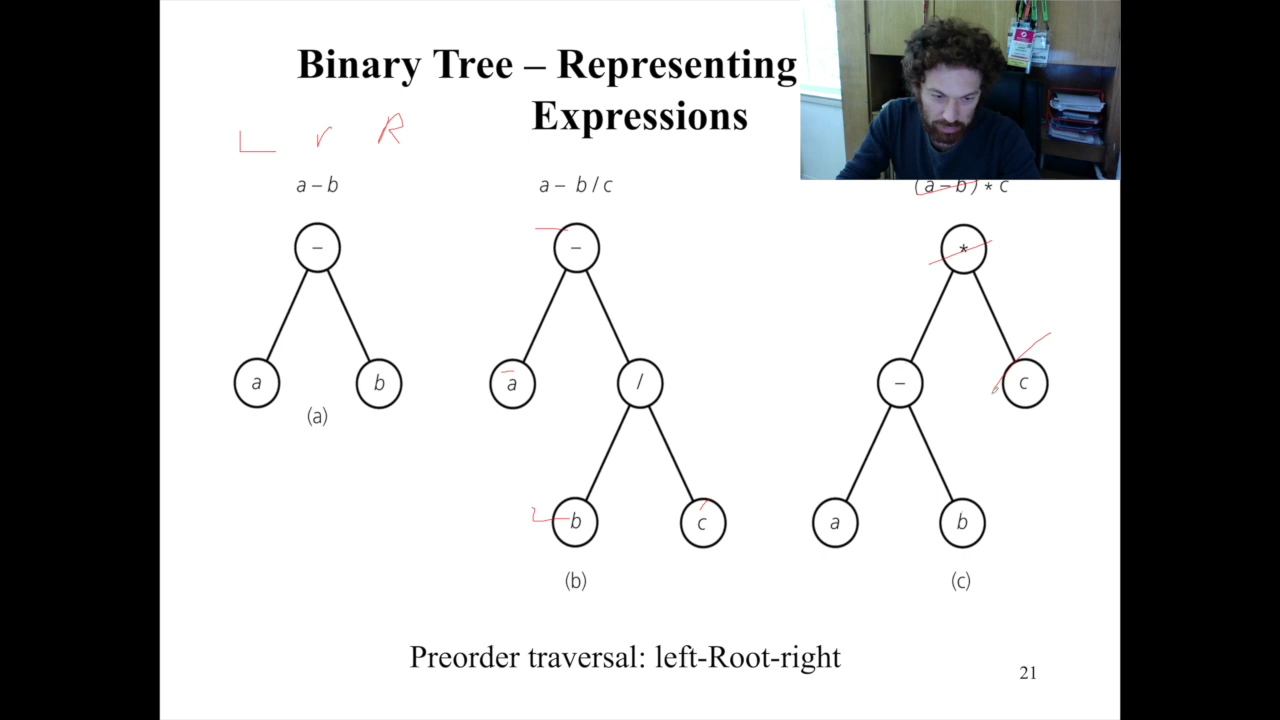 Binary Tree – Representing
Expressions
L r R
a – b
a – b / c
(a – b) * c
–
–
*
a
b
a
/
–
c
(a)
b
c
a
b
(b)
(c)
Preorder traversal: left-Root-right
21